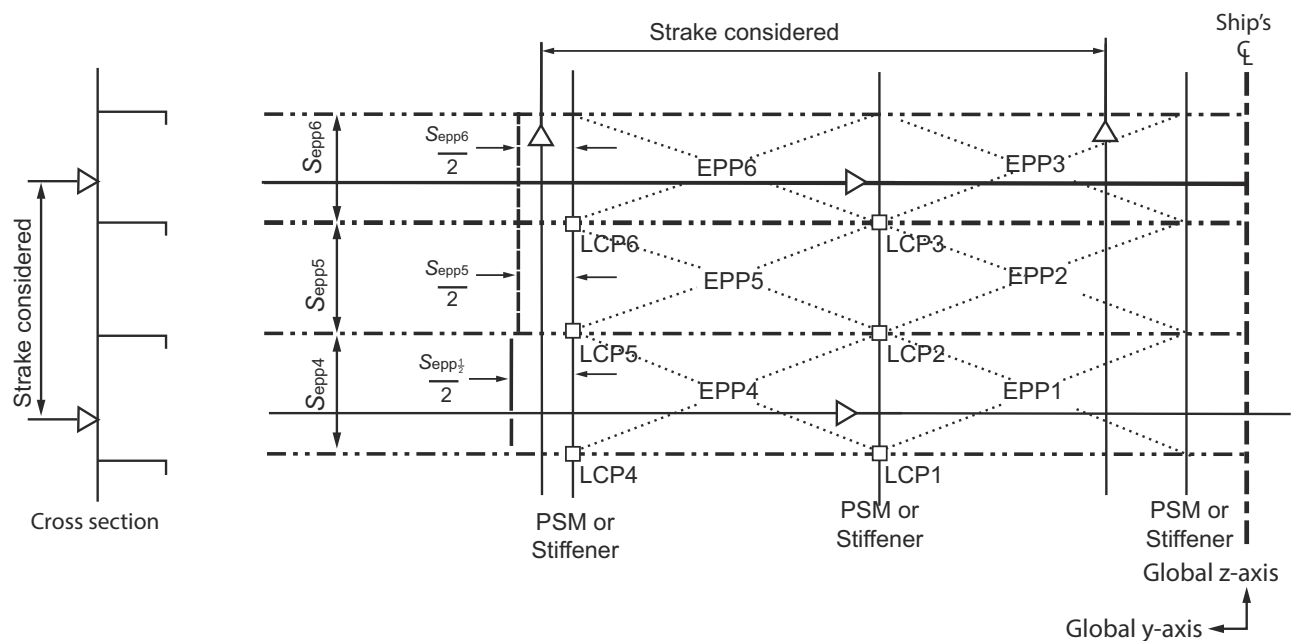 Strake considered
Ship's
℄
Sepp6
Sepp6
2
EPP6
EPP3
Strake considered
LCP6
LCP3
Sepp5
Sepp5
2
EPP5
EPP2
LCP5
LCP2
Sepp4
Sepp½
2
EPP4
EPP1
LCP4
LCP1
Cross section
PSM or
Stiffener
PSM or
Stiffener
PSM or
Stiffener
Global z-axis
Global y-axis